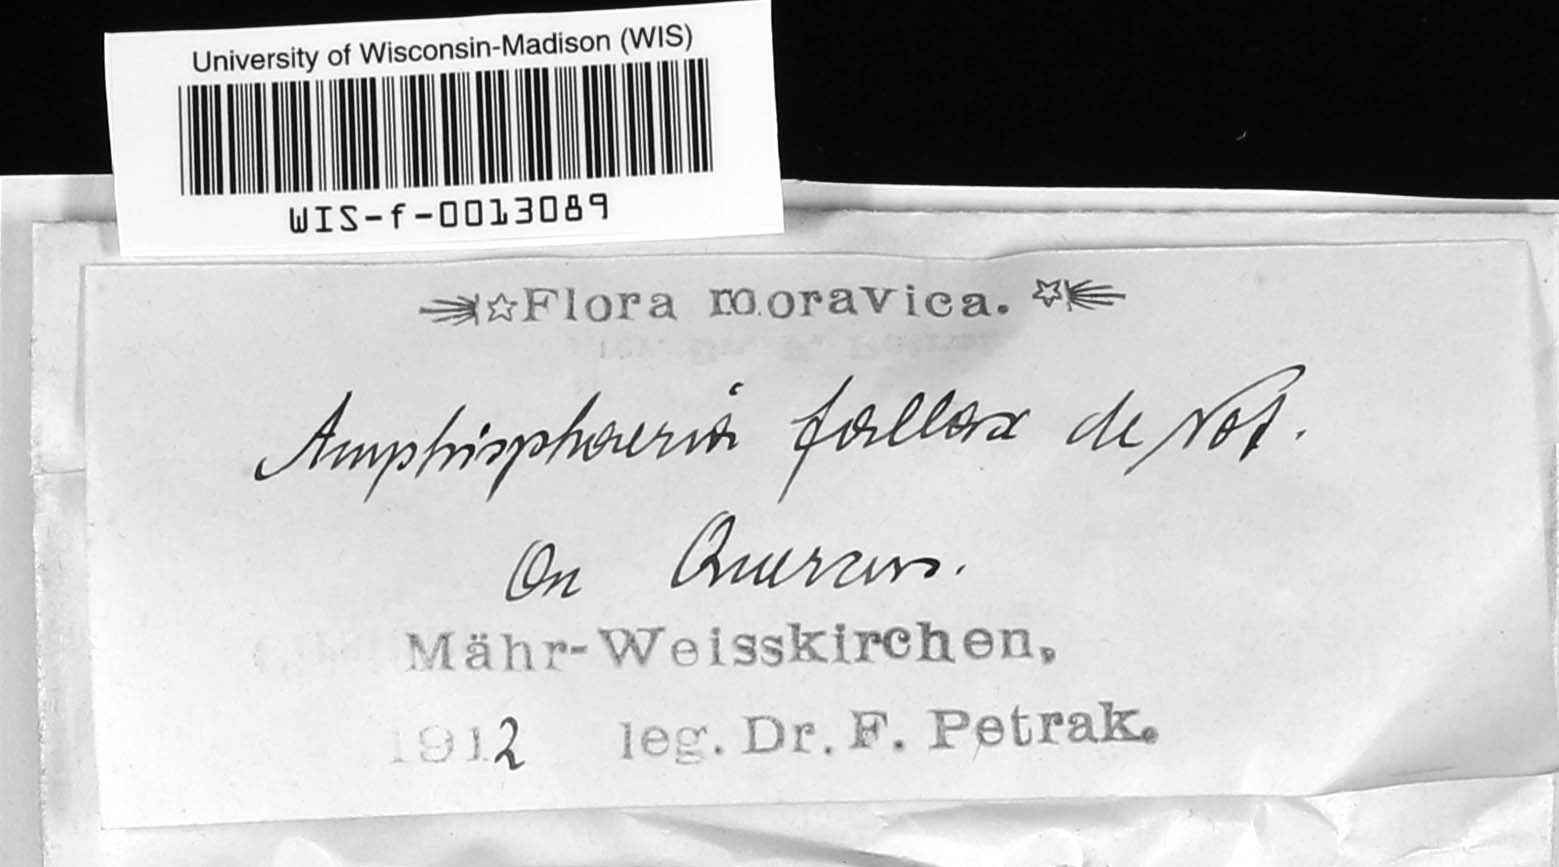 University of Wisconsin-Madison (WIS)
WIS-f-0013089
Flora moravica.
Amphisphaeria fallax de Not.
On Quercus.
Mähr-Weisskirchen,
1912 leg. Dr. F. Petrak.